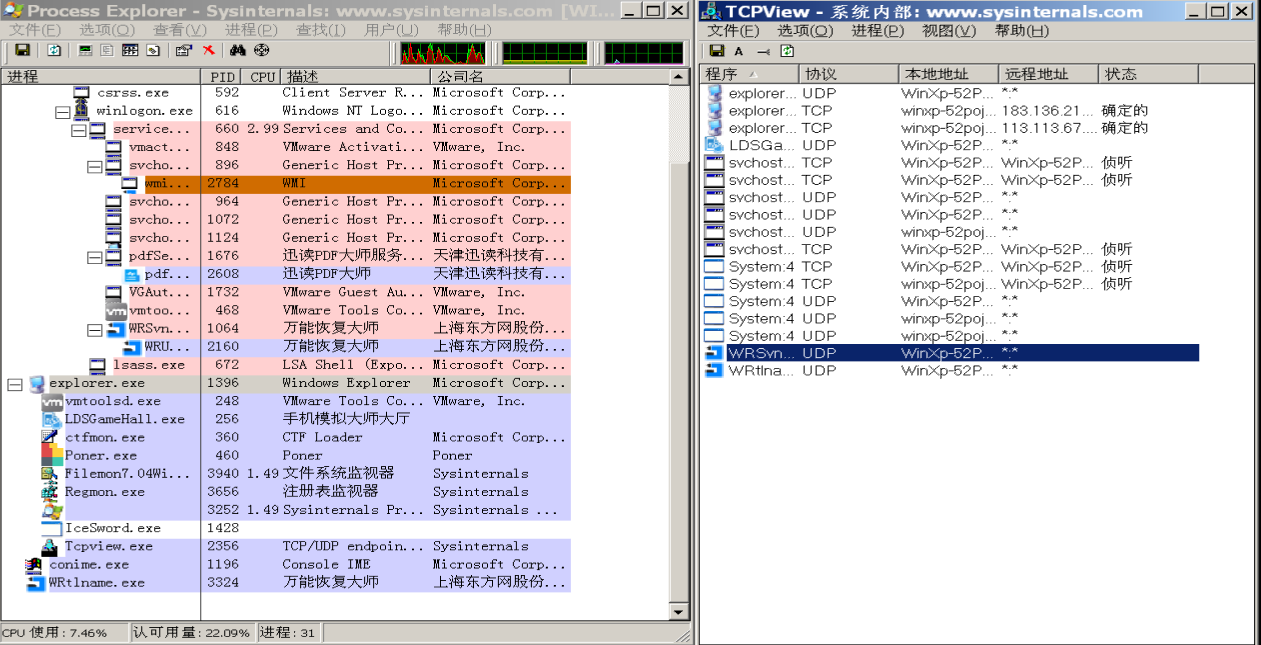 Process Explorer - Sysinternals: www.sysinternals.com [WI...
文件(F) 选项(O) 查看(V) 进程(P) 查找(I) 用户(U) 帮助(H)
进程 PID CPU 描述 公司名
csrss.exe 592 Client Server R... Microsoft Corp...
winlogon.exe 616 Windows NT Logo... Microsoft Corp...
service... 660 2.99 Services and Co... Microsoft Corp...
vmact... 848 VMware Activati... VMware, Inc.
svcho... 896 Generic Host Pr... Microsoft Corp...
wmi... 2784 WMI Microsoft Corp...
svcho... 964 Generic Host Pr... Microsoft Corp...
svcho... 1072 Generic Host Pr... Microsoft Corp...
svcho... 1124 Generic Host Pr... Microsoft Corp...
pdfSe... 1676 迅读PDF大师服务... 天津迅读科技有...
pdf... 2608 迅读PDF大师 天津迅读科技有...
VGAut... 1732 VMware Guest Au... VMware, Inc.
vmtoo... 468 VMware Tools Co... VMware, Inc.
WRSvn... 1064 万能恢复大师 上海东方网股份...
WRU... 2160 万能恢复大师 上海东方网股份...
lsass.exe 672 LSA Shell (Expo... Microsoft Corp...
explorer.exe 1396 Windows Explorer Microsoft Corp...
vmtoolsd.exe 248 VMware Tools Co... VMware, Inc.
LDSGameHall.exe 256 手机模拟大师大厅
ctfmon.exe 360 CTF Loader Microsoft Corp...
Poner.exe 460 Poner Poner
Filemon7.04Wi... 3940 1.49 文件系统监视器 Sysinternals
Regmon.exe 3656 注册表监视器 Sysinternals
3252 1.49 Sysinternals Pr... Sysinternals ...
IceSword.exe 1428
Tcpview.exe 2356 TCP/UDP endpoin... Sysinternals
conime.exe 1196 Console IME Microsoft Corp...
WRtlname.exe 3324 万能恢复大师 上海东方网股份...
CPU 使用: 7.46% 认可用量: 22.09% 进程: 31
TCPView - 系统内部: www.sysinternals.com
文件(F) 选项(O) 进程(P) 视图(V) 帮助(H)
A
程序 协议 本地地址 远程地址 状态
explorer... UDP WinXp-52P... *:*
explorer... TCP winxp-52poj... 183.136.21... 确定的
explorer... TCP winxp-52poj... 113.113.67.... 确定的
LDSGa... UDP WinXp-52P... *:*
svchost... TCP WinXp-52P... WinXp-52P... 侦听
svchost... TCP WinXp-52P... WinXp-52P... 侦听
svchost... UDP WinXp-52P... *:*
svchost... UDP winxp-52poj... *:*
svchost... UDP winxp-52poj... *:*
svchost... TCP WinXp-52P... WinXp-52P... 侦听
System:4 TCP WinXp-52P... WinXp-52P... 侦听
System:4 TCP winxp-52poj... WinXp-52P... 侦听
System:4 UDP WinXp-52P... *:*
System:4 UDP winxp-52poj... *:*
System:4 UDP winxp-52poj... *:*
WRSvn... UDP WinXp-52P... *:*
WRtlna... UDP WinXp-52P... *:*